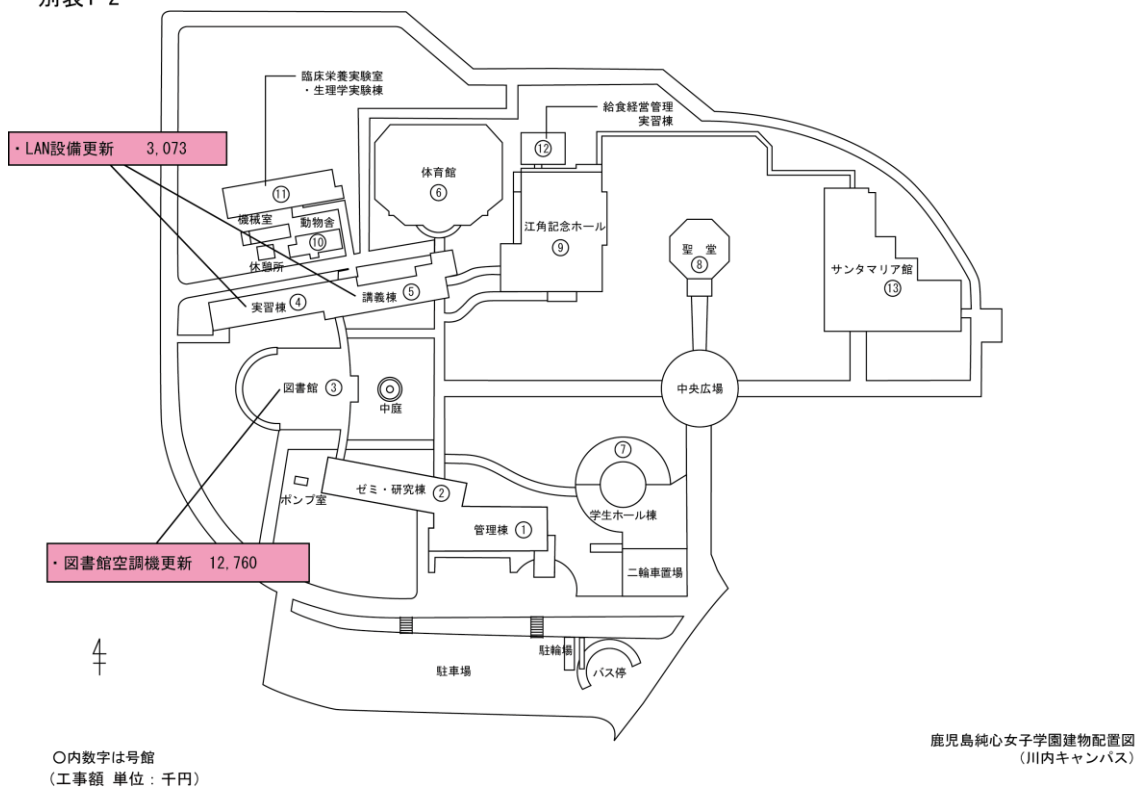 別表1-2
臨床栄養実験室
・生理学実験棟
給食経営管理
実習棟
・LAN設備更新 3,073
⑫
体育館
⑥
⑪
機械室
動物舎
⑩
休憩所
江角記念ホール
⑨
聖堂
⑧
サンタマリア館
⑬
実習棟 ④
講義棟 ⑤
図書館 ③
中庭
中央広場
⑦
学生ホール棟
ポンプ室
ゼミ・研究棟 ②
管理棟 ①
・図書館空調機更新 12,760
二輪車置場
駐輪場
駐車場
バス停
〇内数字は号館
(工事額 単位:千円)
鹿児島純心女子学園建物配置図
(川内キャンパス)